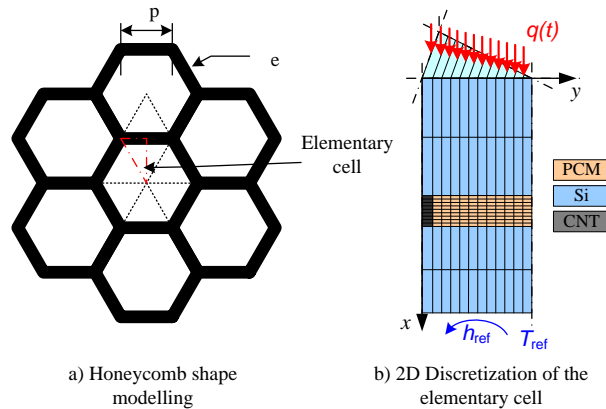 p
e
Elementary
cell
a) Honeycomb shape
modelling
q(t)
y
PCM
Si
CNT
x
h_ref
T_ref
b) 2D Discretization of the
elementary cell